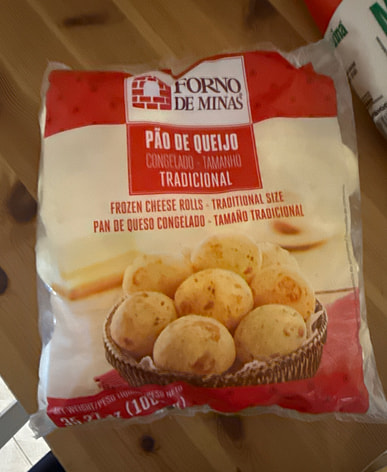 FORNO
DE MINAS
PÃO DE QUEIJO
CONGELADO - TAMANHO
TRADICIONAL
FROZEN CHEESE ROLLS - TRADITIONAL SIZE
PAN DE QUESO CONGELADO - TAMAÑO TRADICIONAL